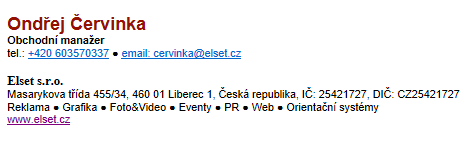 Ondřej Červinka
Obchodní manažer
tel.: +420 603570337 ● email: cervinka@elset.cz
Elset s.r.o.
Masarykova třída 455/34, 460 01 Liberec 1, Česká republika, IČ: 25421727, DIČ: CZ25421727
Reklama ● Grafika ● Foto&Video ● Eventy ● PR ● Web ● Orientační systémy
www.elset.cz